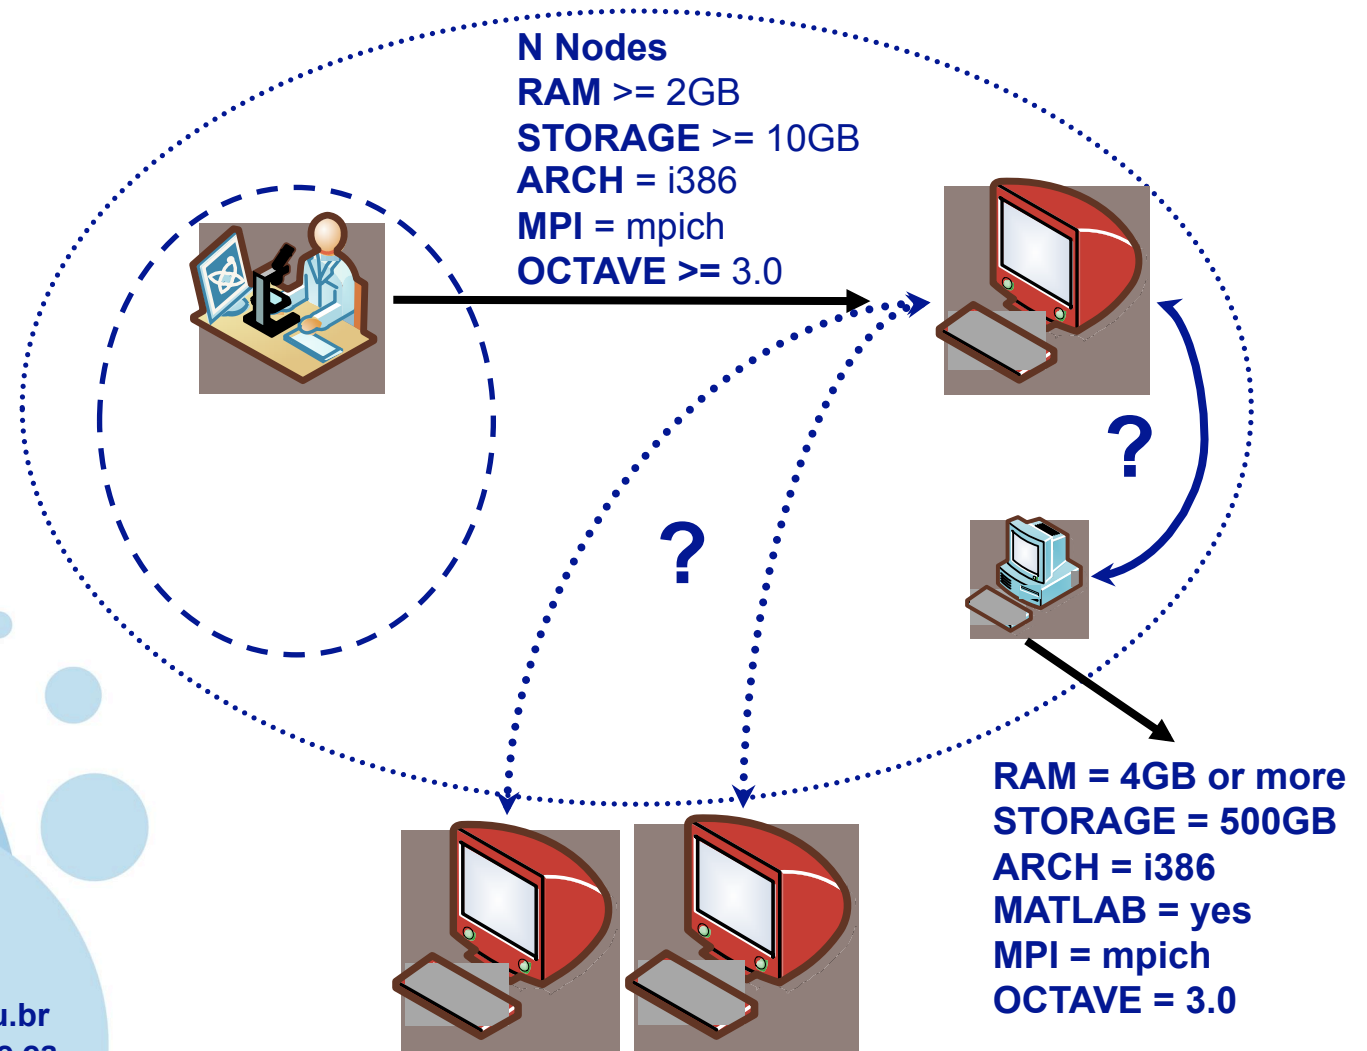 N Nodes
RAM >= 2GB
STORAGE >= 10GB
ARCH = i386
MPI = mpich
OCTAVE >= 3.0
?
?
RAM = 4GB or more
STORAGE = 500GB
ARCH = i386
MATLAB = yes
MPI = mpich
OCTAVE = 3.0
u.br